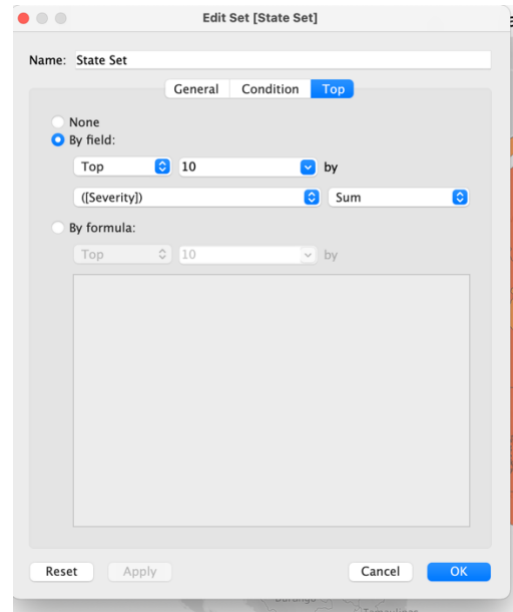 Edit Set [State Set]
Name: State Set
General Condition Top
None
By field:
Top 10 by
([Severity]) Sum
By formula:
Top 10 by
Reset Apply Cancel OK